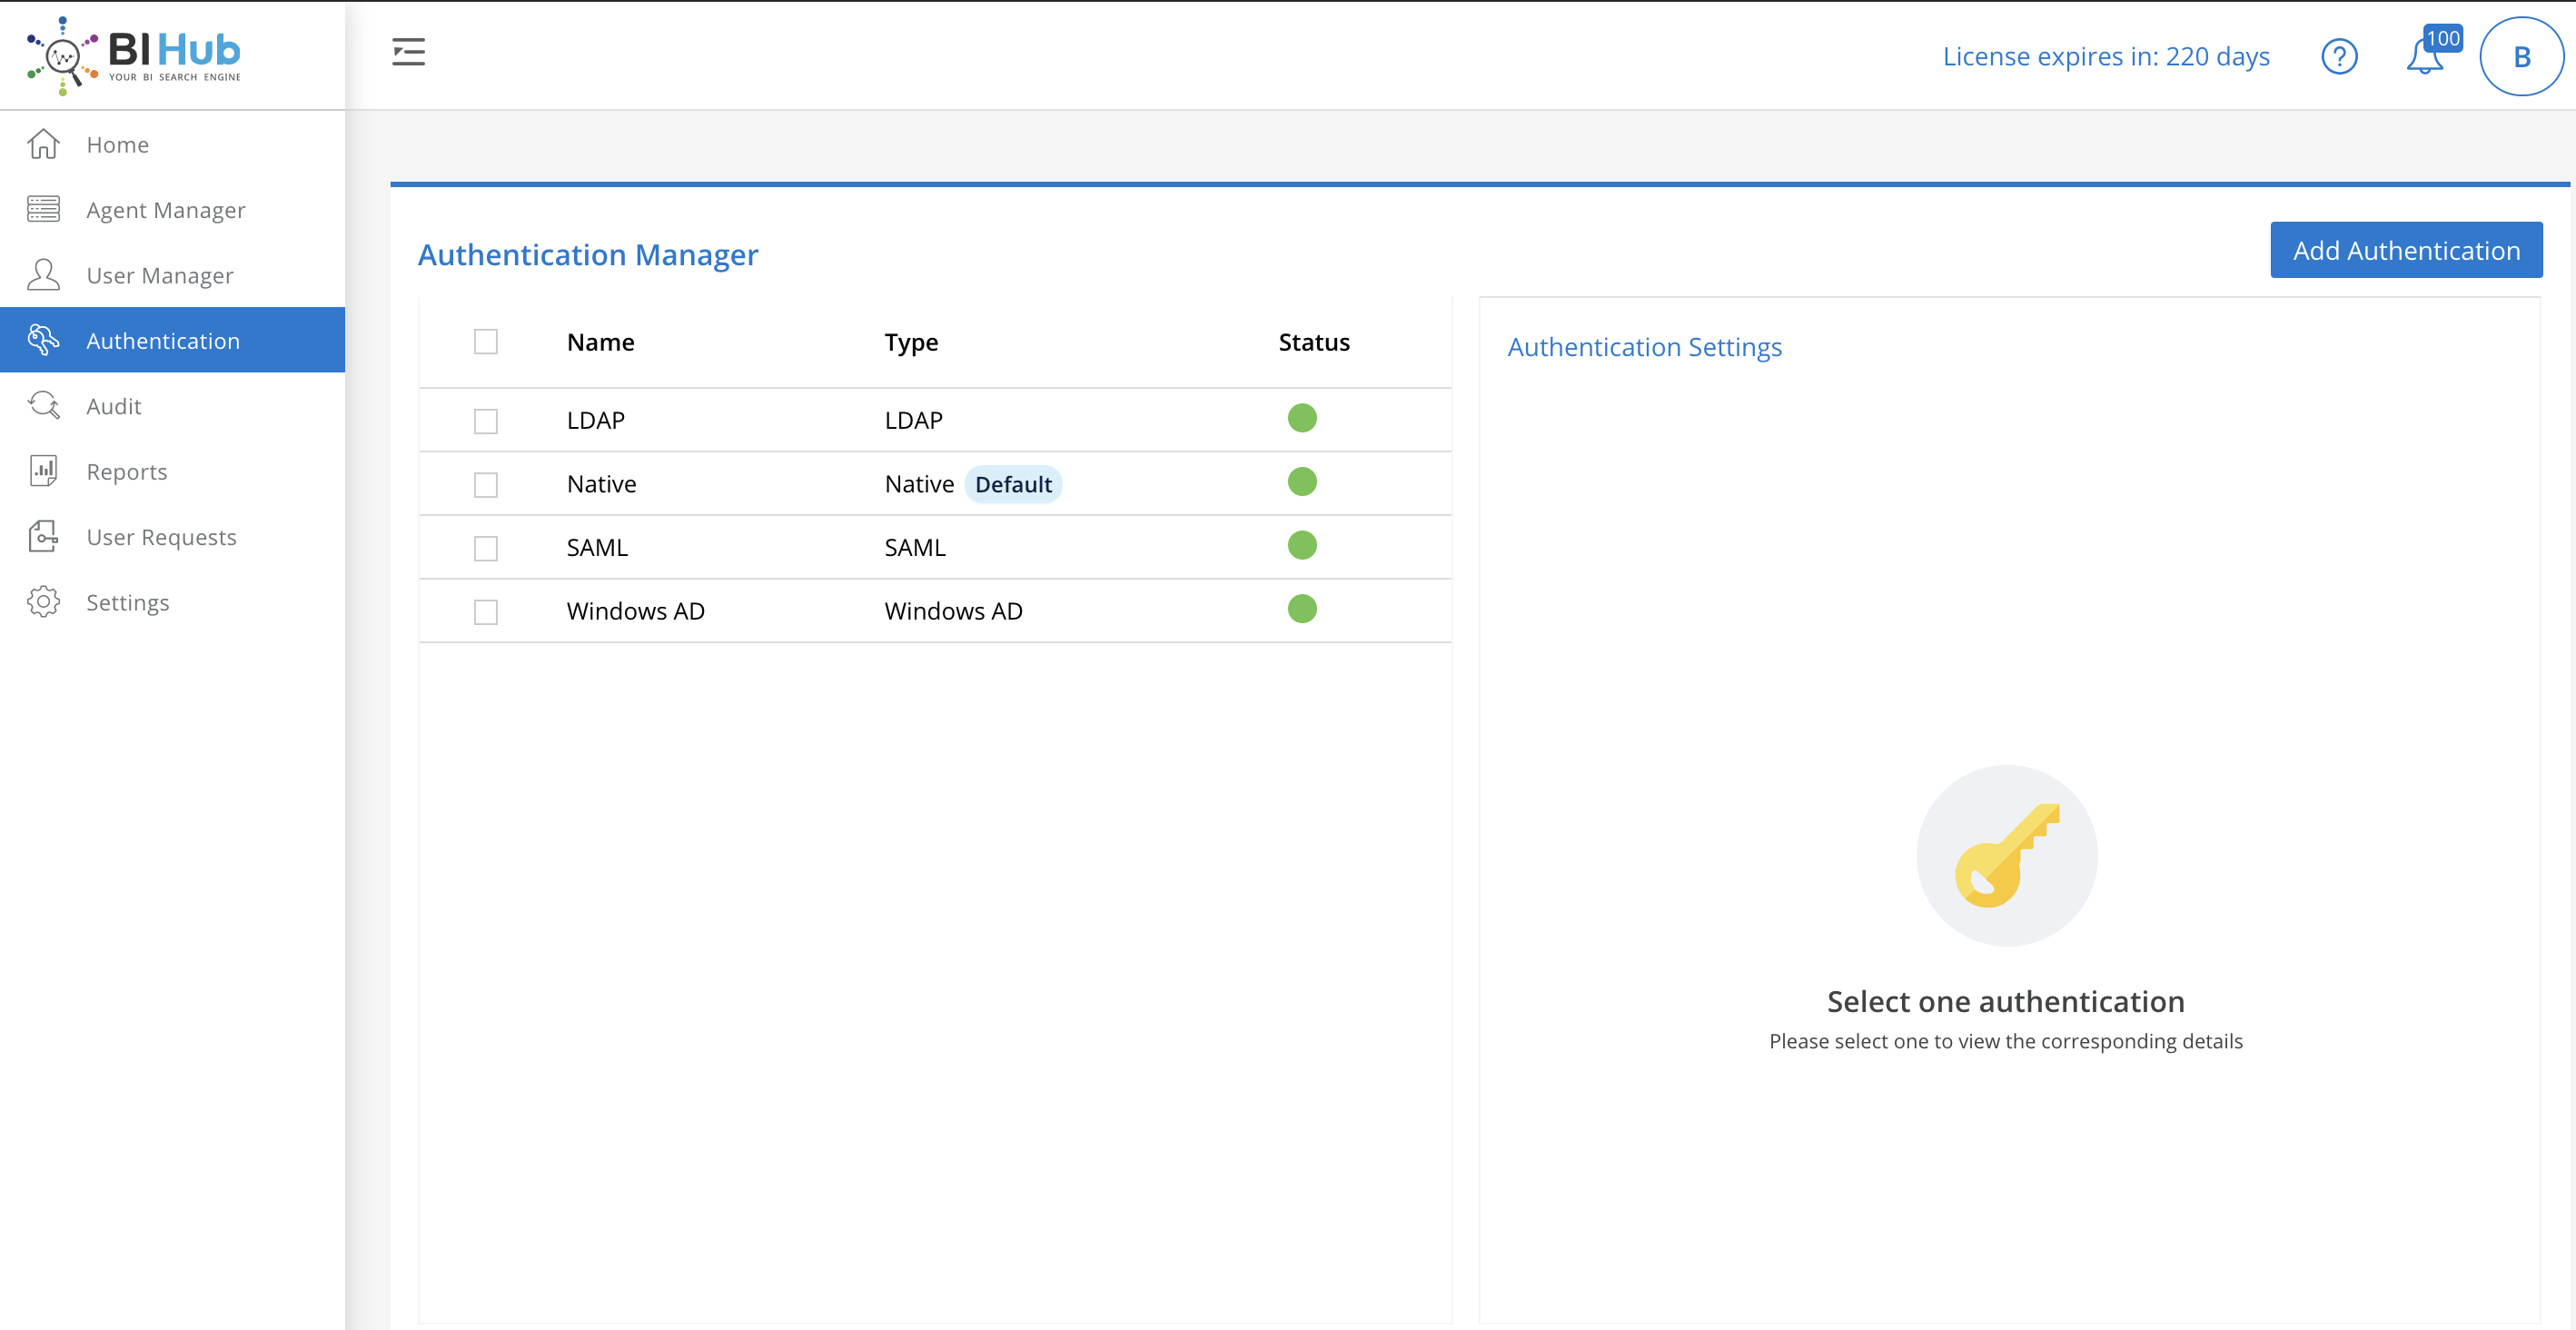 BI Hub
YOUR BI SEARCH ENGINE
License expires in: 220 days
?
100
B
Home
Agent Manager
User Manager
Authentication
Audit
Reports
User Requests
Settings
Authentication Manager
Add Authentication
Name Type Status
LDAP LDAP
Native Native Default
SAML SAML
Windows AD Windows AD
Authentication Settings
Select one authentication
Please select one to view the corresponding details